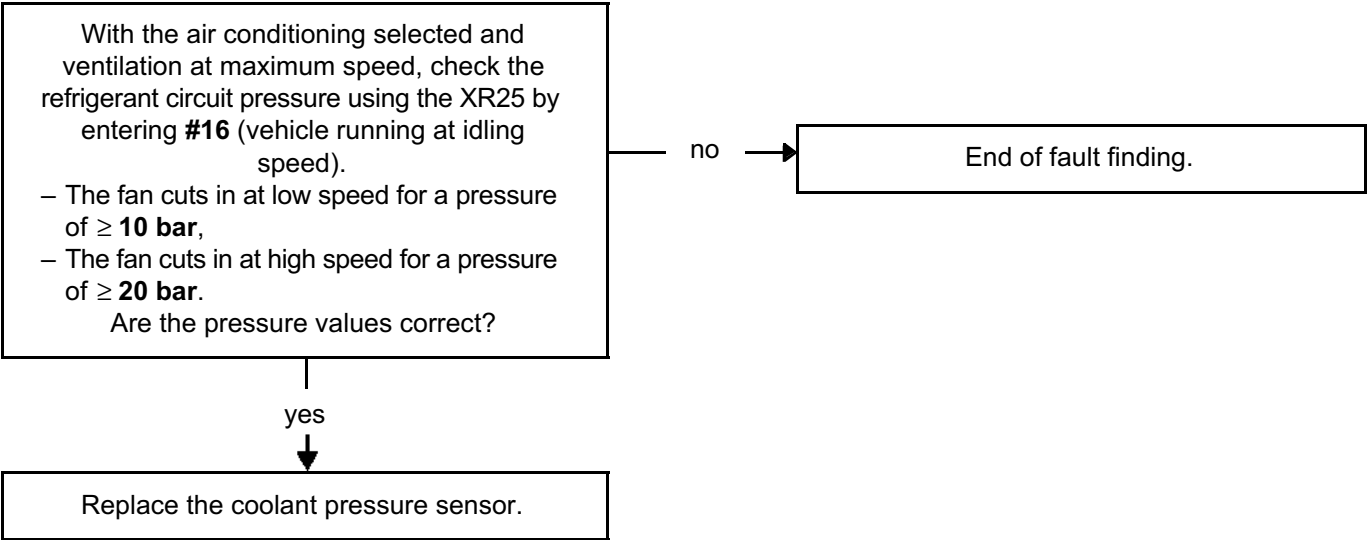 With the air conditioning selected and
ventilation at maximum speed, check the
refrigerant circuit pressure using the XR25 by
entering #16 (vehicle running at idling
speed).
– The fan cuts in at low speed for a pressure
of ≥ 10 bar,
– The fan cuts in at high speed for a pressure
of ≥ 20 bar.
Are the pressure values correct?
no
End of fault finding.
yes
Replace the coolant pressure sensor.